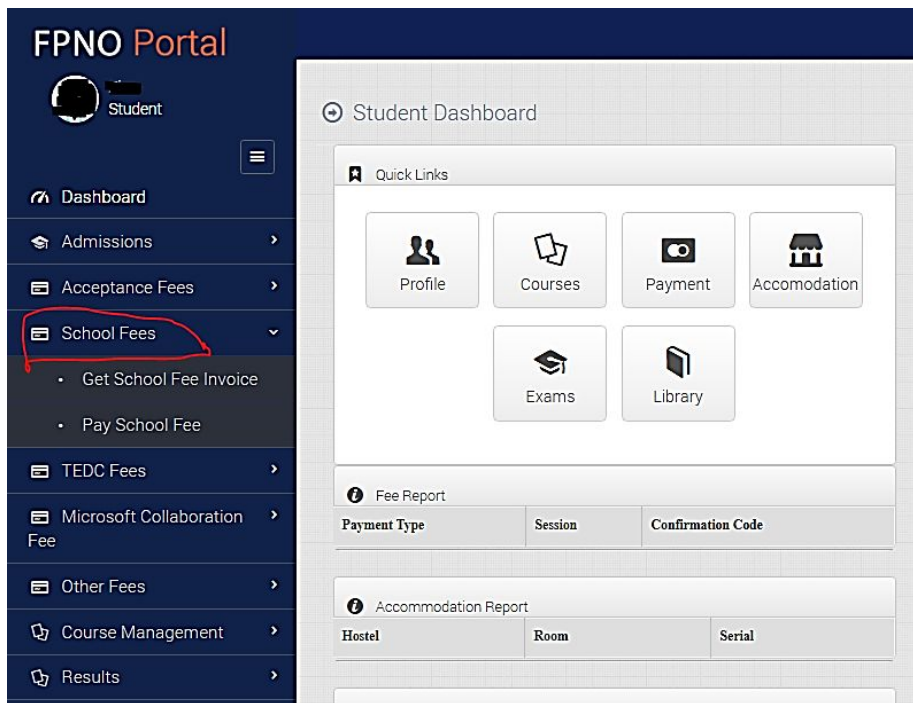 FPNO Portal
Student
Dashboard
Admissions
Acceptance Fees
School Fees
Get School Fee Invoice
Pay School Fee
TEDC Fees
Microsoft Collaboration
Fee
Other Fees
Course Management
Results
Student Dashboard
Quick Links
Profile
Courses
Payment
Accomodation
Exams
Library
Fee Report
Payment Type Session Confirmation Code
Accommodation Report
Hostel Room Serial